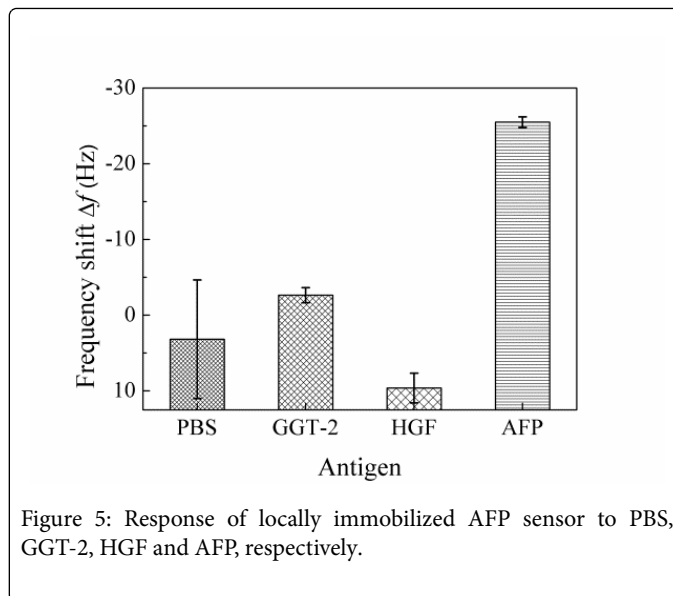 -30
-20
-10
0
10
Frequency shift Δf (Hz)
PBS GGT-2 HGF AFP
Antigen
Figure 5: Response of locally immobilized AFP sensor to PBS,
GGT-2, HGF and AFP, respectively.